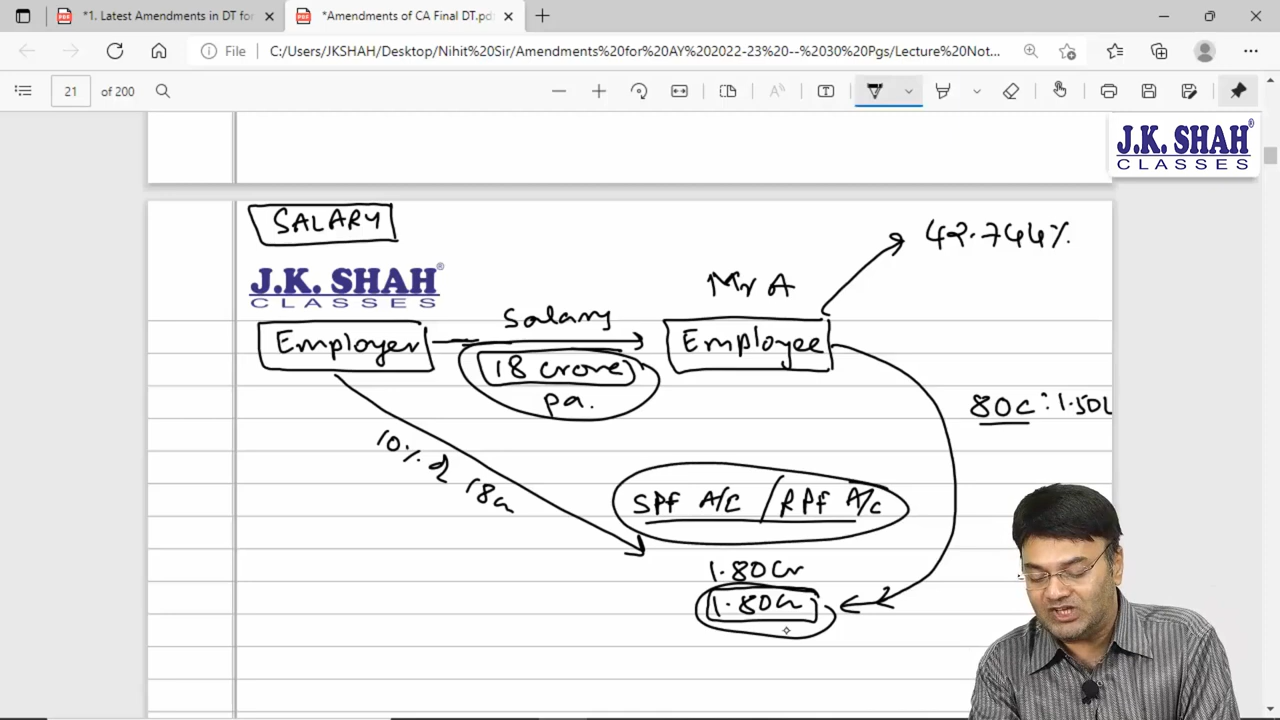 *1. Latest Amendments in DT for
*Amendments of CA Final DT.pd
File
C:/Users/JKSHAH/Desktop/Nihit%20Sir/Amendments%20for%20AY%202022-23%20--%2030%20Pgs/Lecture%20Not...
21 of 200
J.K. SHAH®
CLASSES
SALARY
42.744%
J.K. SHAH®
CLASSES
Mr A
Salary
Employer
Employee
18 crore
pa.
80C : 1.50L
10% of 18Cr
SPF A/C / RPF A/C
1.80Cr
1.80Cr